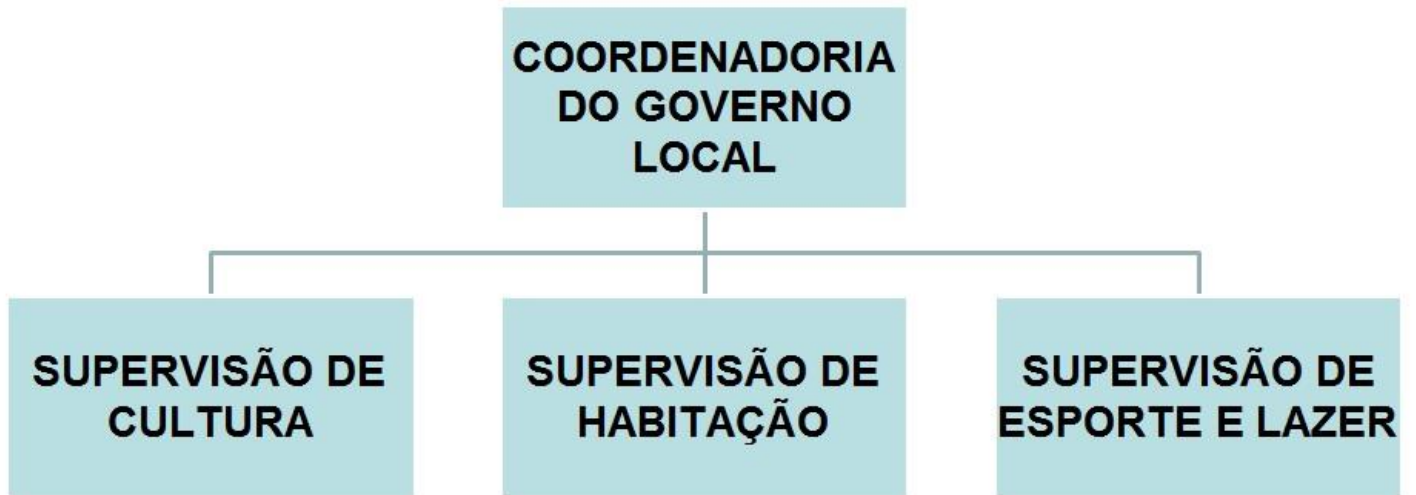 COORDENADORIA
DO GOVERNO
LOCAL
SUPERVISÃO DE
CULTURA
SUPERVISÃO DE
HABITAÇÃO
SUPERVISÃO DE
ESPORTE E LAZER